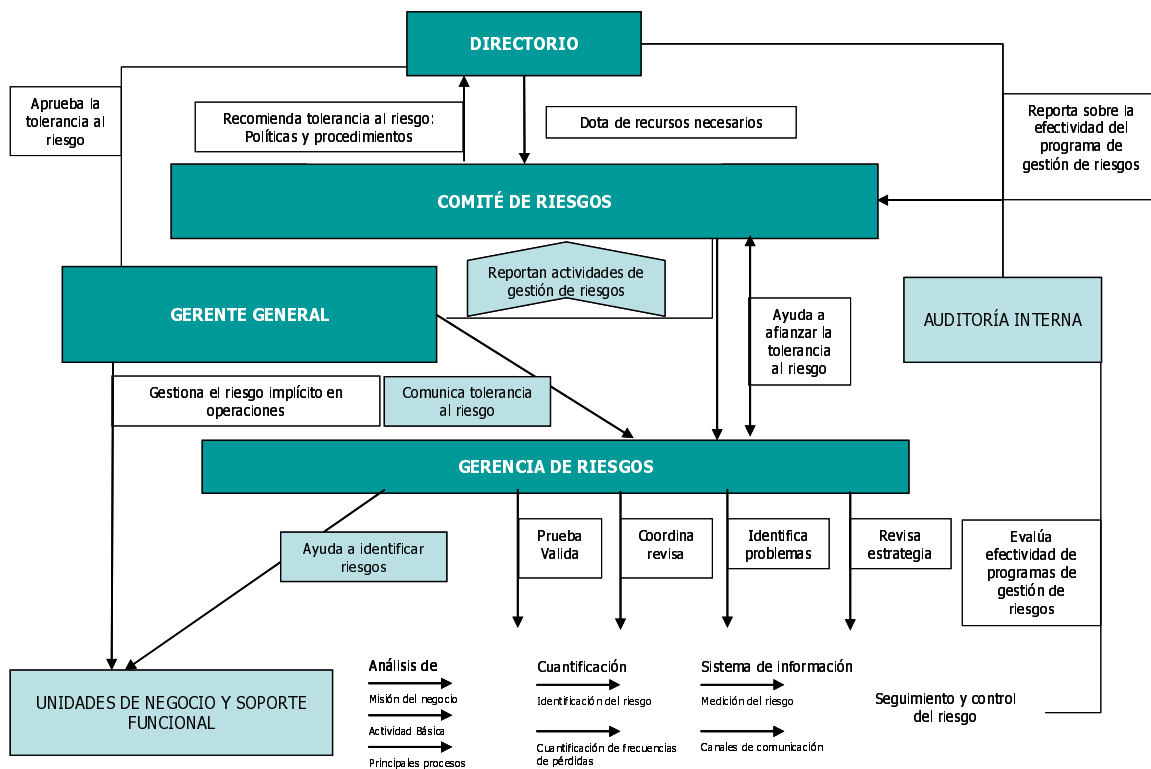 DIRECTORIO
Aprueba la
tolerancia al
riesgo
Recomienda tolerancia al riesgo:
Políticas y procedimientos
Dota de recursos necesarios
Reporta sobre la
efectividad del
programa de
gestión de riesgos
COMITÉ DE RIESGOS
Reportan actividades de
gestión de riesgos
GERENTE GENERAL
Ayuda a
afianzar la
tolerancia
al riesgo
AUDITORÍA INTERNA
Gestiona el riesgo implícito en
operaciones
Comunica tolerancia
al riesgo
GERENCIA DE RIESGOS
Ayuda a identificar
riesgos
Prueba
Valida
Coordina
revisa
Identifica
problemas
Revisa
estrategia
Evalúa
efectividad de
programas de
gestión de
riesgos
UNIDADES DE NEGOCIO Y SOPORTE
FUNCIONAL
Análisis de
Misión del negocio
Actividad Básica
Principales procesos
Cuantificación
Identificación del riesgo
Cuantificación de frecuencias
de pérdidas
Sistema de información
Medición del riesgo
Canales de comunicación
Seguimiento y control
del riesgo